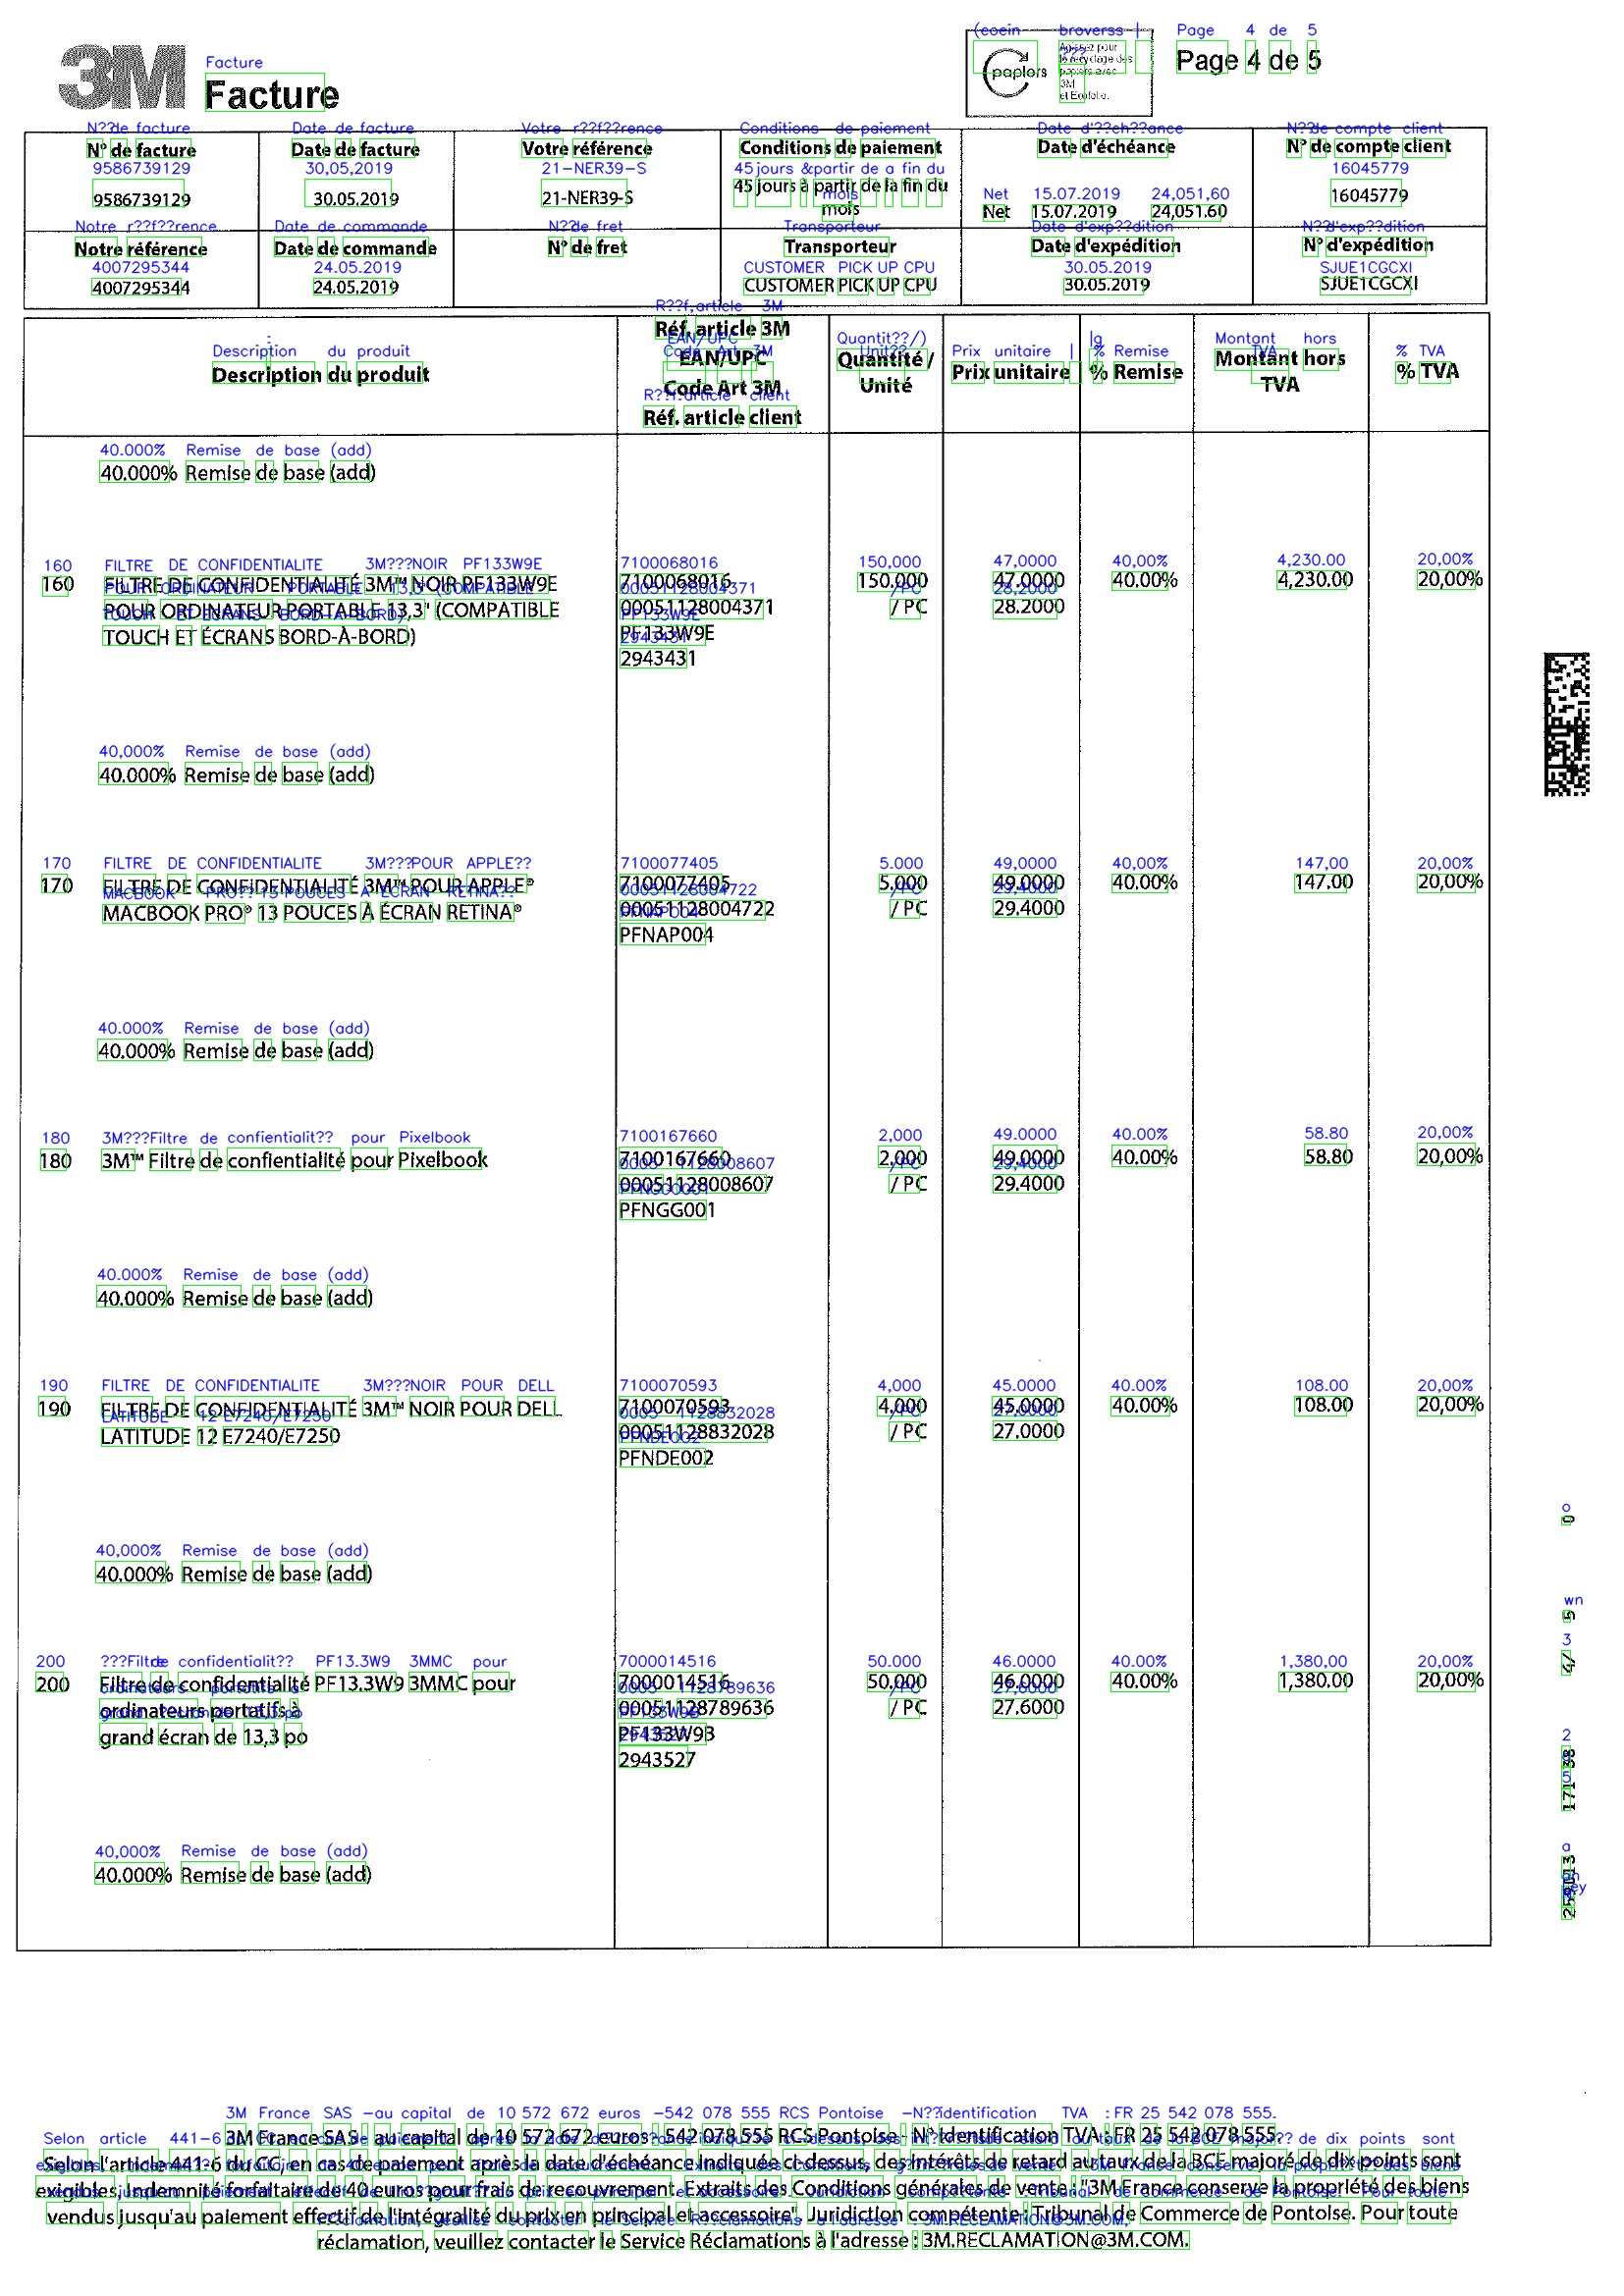 3M Facture
Agissez pour
le recyclage des
papiers avec
3M
et Ecofolio.
Page 4 de 5
N° de facture Date de facture Votre référence Conditions de paiement Date d'échéance N° de compte client
9586739129 30.05.2019 21-NER39-S 45 jours à partir de la fin du mois Net 15.07.2019 24,051.60 16045779
Notre référence Date de commande N° de fret Transporteur Date d'expédition N° d'expédition
4007295344 24.05.2019 CUSTOMER PICK UP CPU 30.05.2019 SJUE1CGCXI
Description du produit
Réf. article 3M
EAN/UPC
Code Art 3M
Réf. article client
Quantité / Unité
Prix unitaire
% Remise
Montant hors TVA
% TVA
40.000% Remise de base (add)
160 FILTRE DE CONFIDENTIALITÉ 3M™ NOIR PF133W9E 7100068016 150,000 47.0000 40.00% 4,230.00 20,00%
POUR ORDINATEUR PORTABLE 13,3" (COMPATIBLE 00051128004371 / PC 28.2000
TOUCH ET ÉCRANS BORD-À-BORD) PF133W9E
2943431
40.000% Remise de base (add)
170 FILTRE DE CONFIDENTIALITÉ 3M™ POUR APPLE® 7100077405 5.000 49.0000 40.00% 147.00 20,00%
MACBOOK PRO® 13 POUCES À ÉCRAN RETINA® 00051128004722 / PC 29.4000
PFNAP004
40.000% Remise de base (add)
180 3M™ Filtre de confientialité pour Pixelbook 7100167660 2,000 49.0000 40.00% 58.80 20,00%
00051128008607 / PC 29.4000
PFNGG001
40.000% Remise de base (add)
190 FILTRE DE CONFIDENTIALITÉ 3M™ NOIR POUR DELL 7100070593 4,000 45.0000 40.00% 108.00 20,00%
LATITUDE 12 E7240/E7250 00051128832028 / PC 27.0000
PFNDE002
40.000% Remise de base (add)
200 Filtre de confidentialité PF13.3W9 3MMC pour 7000014516 50.000 46.0000 40.00% 1,380.00 20,00%
ordinateurs portatifs à 00051128789636 / PC 27.6000
grand écran de 13,3 po PF133W9B
2943527
40.000% Remise de base (add)
3M France SAS - au capital de 10 572 672 euros - 542 078 555 RCS Pontoise - N° identification TVA : FR 25 542 078 555.
Selon l'article 441-6 du CC, en cas de paiement après la date d'échéance indiquée ci-dessus, des intérêts de retard au taux de la BCE majoré de dix points sont
exigibles, indemnité forfaitaire de 40 euros pour frais de recouvrement. Extraits des Conditions générales de vente : "3M France conserve la propriété des biens
vendus jusqu'au paiement effectif de l'intégralité du prix en principal et accessoire". Juridiction compétente : Tribunal de Commerce de Pontoise. Pour toute
réclamation, veuillez contacter le Service Réclamations à l'adresse : 3M.RECLAMATION@3M.COM.